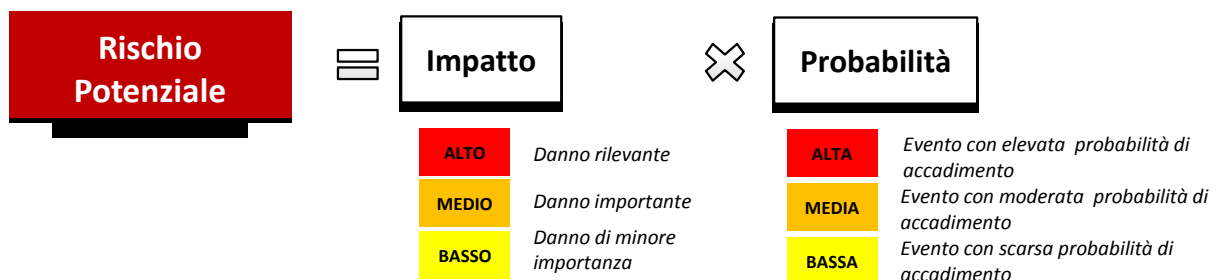 Rischio
Potenziale
Impatto
Probabilità
ALTO
Danno rilevante
MEDIO
Danno importante
BASSO
Danno di minore
importanza
ALTA
Evento con elevata probabilità di
accadimento
MEDIA
Evento con moderata probabilità di
accadimento
BASSA
Evento con scarsa probabilità di
accadimento